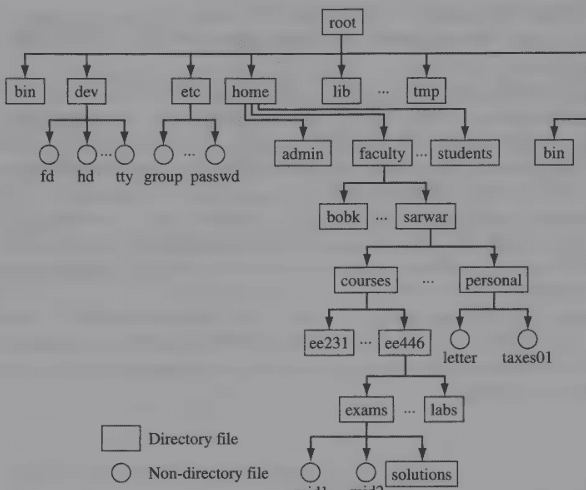 root
bin dev etc home lib ... tmp
admin faculty ... students bin
fd hd ... tty group ... passwd
bobk ... sarwar
courses ... personal
ee231 ... ee446
letter taxes01
exams ... labs
Directory file
Non-directory file
solutions